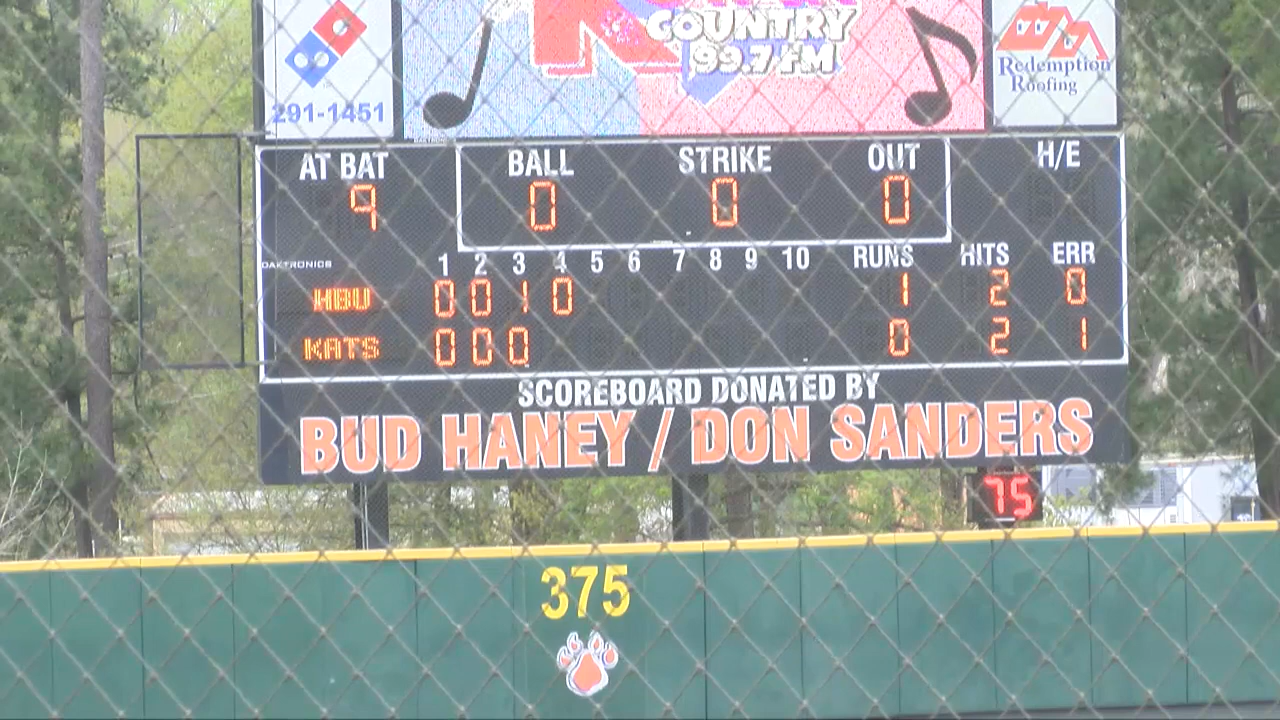 COUNTRY
99.7 FM
291-1451
Redemption
Roofing
AT BAT BALL STRIKE OUT H/E
9 0 0 0
DAKTRONICS 1 2 3 4 5 6 7 8 9 10 RUNS HITS ERR
HBU 0 0 1 0 1 2 0
KATS 0 0 0 0 2 1
SCOREBOARD DONATED BY
BUD HANEY / DON SANDERS
75
375